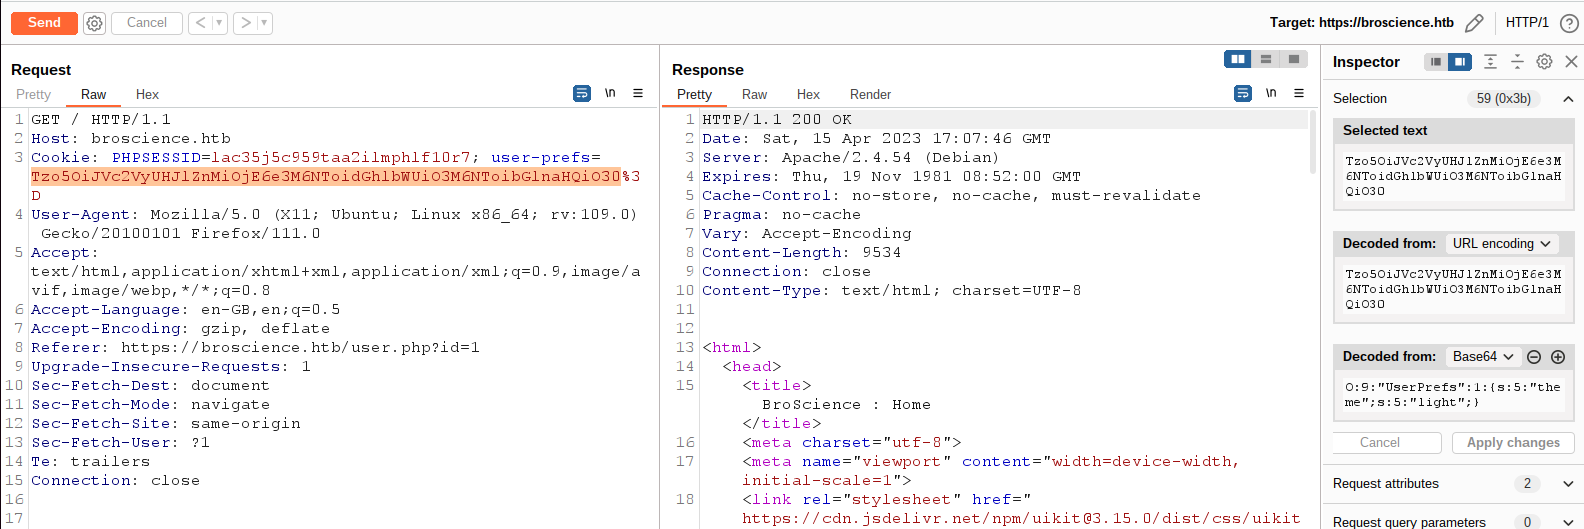 Send
Cancel
< >
Target: https://broscience.htb
HTTP/1
Request
Pretty Raw Hex
\n
1 GET / HTTP/1.1
2 Host: broscience.htb
3 Cookie: PHPSESSID=lac35j5c959taa2ilmphlf10r7; user-prefs=
Tzo5OiJVc2VyUHJlZnMiOjE6e3M6NToidGhlbWUiO3M6NToibGlnaHQiO30%3
D
4 User-Agent: Mozilla/5.0 (X11; Ubuntu; Linux x86_64; rv:109.0)
Gecko/20100101 Firefox/111.0
5 Accept:
text/html,application/xhtml+xml,application/xml;q=0.9,image/a
vif,image/webp,*/*;q=0.8
6 Accept-Language: en-GB,en;q=0.5
7 Accept-Encoding: gzip, deflate
8 Referer: https://broscience.htb/user.php?id=1
9 Upgrade-Insecure-Requests: 1
10 Sec-Fetch-Dest: document
11 Sec-Fetch-Mode: navigate
12 Sec-Fetch-Site: same-origin
13 Sec-Fetch-User: ?1
14 Te: trailers
15 Connection: close
16
17
Response
Pretty Raw Hex Render
\n
1 HTTP/1.1 200 OK
2 Date: Sat, 15 Apr 2023 17:07:46 GMT
3 Server: Apache/2.4.54 (Debian)
4 Expires: Thu, 19 Nov 1981 08:52:00 GMT
5 Cache-Control: no-store, no-cache, must-revalidate
6 Pragma: no-cache
7 Vary: Accept-Encoding
8 Content-Length: 9534
9 Connection: close
10 Content-Type: text/html; charset=UTF-8
11
12
13 <html>
14 <head>
15 <title>
BroScience : Home
</title>
16 <meta charset="utf-8">
17 <meta name="viewport" content="width=device-width,
initial-scale=1">
18 <link rel="stylesheet" href="
https://cdn.jsdelivr.net/npm/uikit@3.15.0/dist/css/uikit
Inspector
Selection 59 (0x3b)
Selected text
Tzo5OiJVc2VyUHJlZnMiOjE6e3M
6NToidGhlbWUiO3M6NToibGlnaH
QiO30
Decoded from: URL encoding
Tzo5OiJVc2VyUHJlZnMiOjE6e3M
6NToidGhlbWUiO3M6NToibGlnaH
QiO30
Decoded from: Base64
O:9:"UserPrefs":1:{s:5:"the
me";s:5:"light";}
Cancel
Apply changes
Request attributes 2
Request query parameters 0